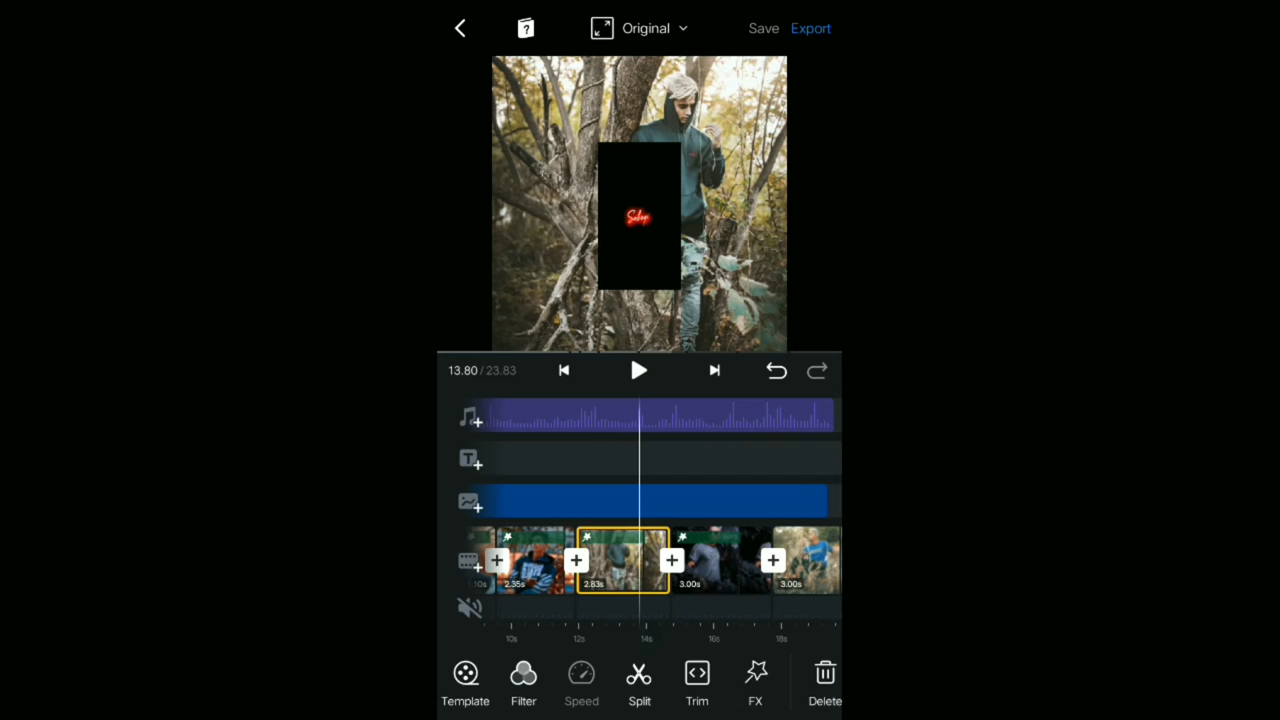 Original
Save
Export
13.80 / 23.83
T
.10s
2.35s
2.83s
3.00s
3.00s
10s
12s
14s
16s
18s
Template
Filter
Speed
Split
Trim
FX
Delete